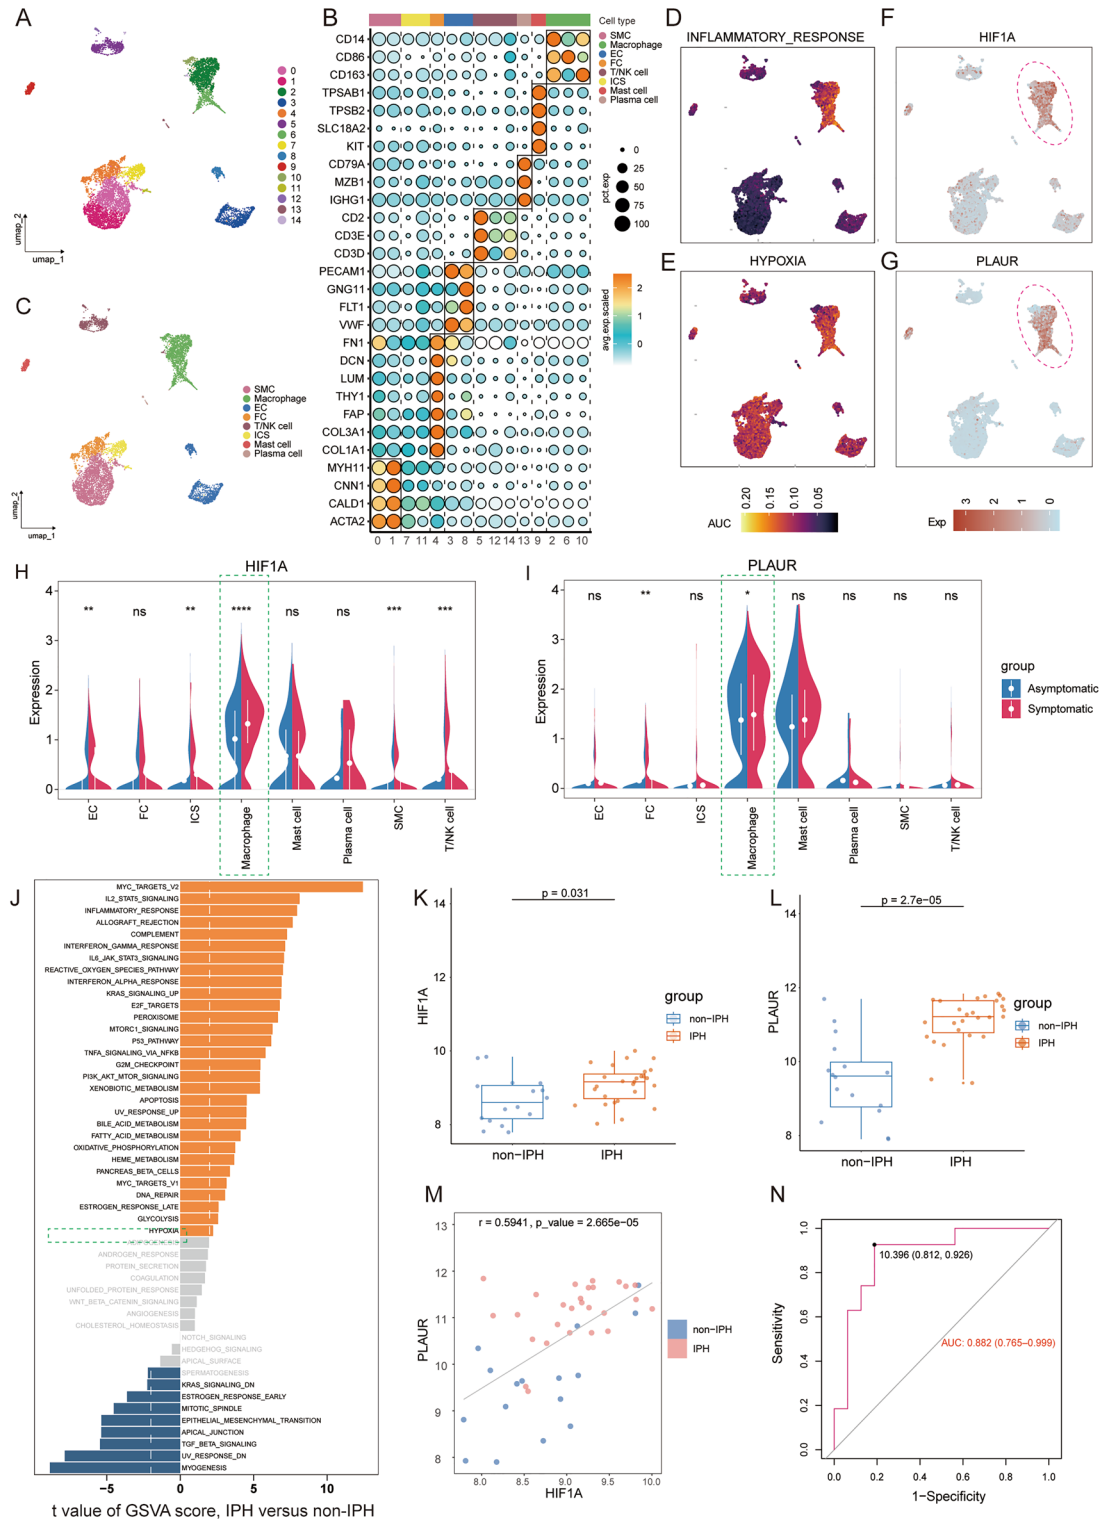 A
0
1
2
3
4
5
6
7
8
9
10
11
12
13
14
umap_2
umap_1
B
CD14
CD86
CD163
TPSAB1
TPSB2
SLC18A2
KIT
CD79A
MZB1
IGHG1
CD2
CD3E
CD3D
PECAM1
GNG11
FLT1
VWF
FN1
DCN
LUM
THY1
FAP
COL3A1
COL1A1
MYH11
CNN1
CALD1
ACTA2
0 1 7 11 4 3 8 5 12 14 13 9 2 6 10
Cell type
SMC
Macrophage
EC
FC
T/NK cell
ICS
Mast cell
Plasma cell
pct.exp
0
25
50
75
100
avg.exp.scaled
2
1
0
C
SMC
Macrophage
EC
FC
T/NK cell
ICS
Mast cell
Plasma cell
umap_2
umap_1
D
INFLAMMATORY_RESPONSE
E
HYPOXIA
AUC
0.20
0.15
0.10
0.05
F
HIF1A
G
PLAUR
Exp
3 2 1 0
H
HIF1A
Expression
4
3
2
1
0
** ns ** **** ns ns *** ***
EC
FC
ICS
Macrophage
Mast cell
Plasma cell
SMC
T/NK cell
I
PLAUR
Expression
4
3
2
1
0
ns ** ns * ns ns ns ns
EC
FC
ICS
Macrophage
Mast cell
Plasma cell
SMC
T/NK cell
group
Asymptomatic
Symptomatic
J
MYC_TARGETS_V2
IL2_STAT5_SIGNALING
INFLAMMATORY_RESPONSE
ALLOGRAFT_REJECTION
COMPLEMENT
INTERFERON_GAMMA_RESPONSE
IL6_JAK_STAT3_SIGNALING
REACTIVE_OXYGEN_SPECIES_PATHWAY
INTERFERON_ALPHA_RESPONSE
KRAS_SIGNALING_UP
E2F_TARGETS
PEROXISOME
MTORC1_SIGNALING
P53_PATHWAY
TNFA_SIGNALING_VIA_NFKB
G2M_CHECKPOINT
PI3K_AKT_MTOR_SIGNALING
XENOBIOTIC_METABOLISM
APOPTOSIS
UV_RESPONSE_UP
BILE_ACID_METABOLISM
FATTY_ACID_METABOLISM
OXIDATIVE_PHOSPHORYLATION
HEME_METABOLISM
PANCREAS_BETA_CELLS
MYC_TARGETS_V1
DNA_REPAIR
ESTROGEN_RESPONSE_LATE
GLYCOLYSIS
HYPOXIA
ADIPOGENESIS
ANDROGEN_RESPONSE
PROTEIN_SECRETION
COAGULATION
UNFOLDED_PROTEIN_RESPONSE
WNT_BETA_CATENIN_SIGNALING
ANGIOGENESIS
CHOLESTEROL_HOMEOSTASIS
NOTCH_SIGNALING
HEDGEHOG_SIGNALING
APICAL_SURFACE
SPERMATOGENESIS
KRAS_SIGNALING_DN
ESTROGEN_RESPONSE_EARLY
MITOTIC_SPINDLE
EPITHELIAL_MESENCHYMAL_TRANSITION
APICAL_JUNCTION
TGF_BETA_SIGNALING
UV_RESPONSE_DN
MYOGENESIS
−5 0 5 10
t value of GSVA score, IPH versus non-IPH
K
p = 0.031
HIF1A
14
12
10
8
non−IPH IPH
group
non−IPH
IPH
L
p = 2.7e−05
PLAUR
14
12
10
8
non−IPH IPH
group
non−IPH
IPH
M
r = 0.5941 , p_value = 2.665e−05
PLAUR
13
12
11
10
9
8
8.0 8.5 9.0 9.5 10.0
HIF1A
non−IPH
IPH
N
Sensitivity
1.0
0.8
0.6
0.4
0.2
0.0
10.396 (0.812, 0.926)
AUC: 0.882 (0.765–0.999)
0.0 0.2 0.4 0.6 0.8 1.0
1-Specificity